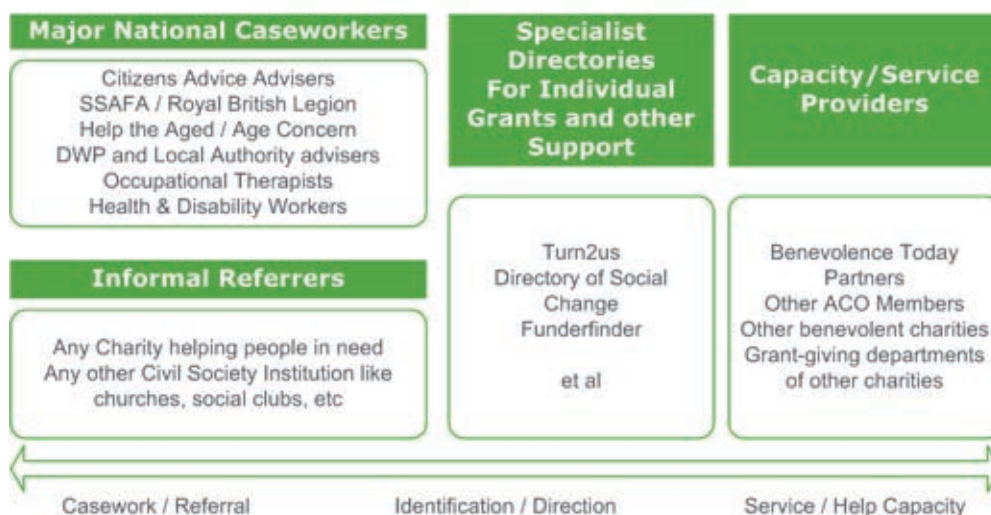 Major National Caseworkers
Citizens Advice Advisers
SSAFA / Royal British Legion
Help the Aged / Age Concern
DWP and Local Authority advisers
Occupational Therapists
Health & Disability Workers
Informal Referrers
Any Charity helping people in need
Any other Civil Society Institution like
churches, social clubs, etc
Specialist
Directories
For Individual
Grants and other
Support
Turn2us
Directory of Social
Change
Funderfinder
et al
Capacity/Service
Providers
Benevolence Today
Partners
Other ACO Members
Other benevolent charities
Grant-giving departments
of other charities
Casework / Referral
Identification / Direction
Service / Help Capacity